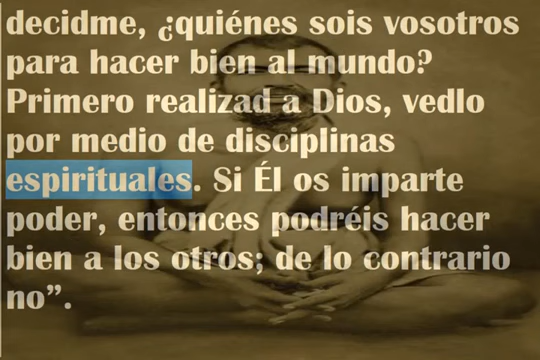 decidme, ¿quiénes sois vosotros
para hacer bien al mundo?
Primero realizad a Dios, vedlo
por medio de disciplinas
espirituales. Si Él os imparte
poder, entonces podréis hacer
bien a los otros; de lo contrario
no”.